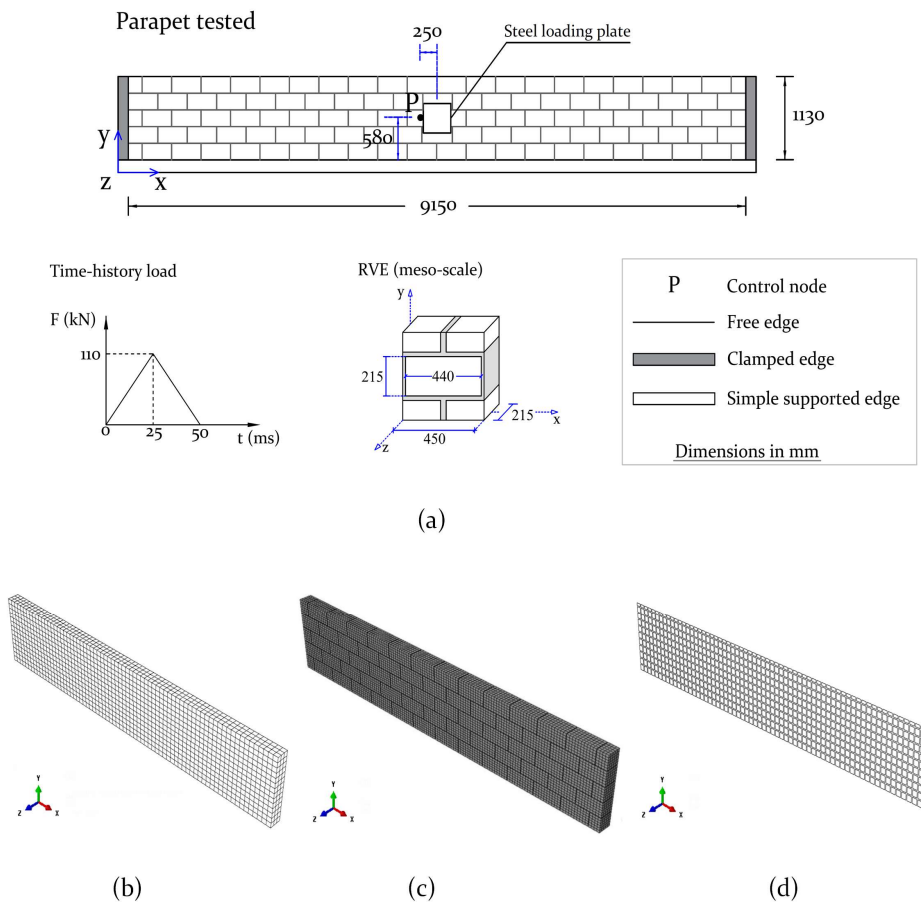 Parapet tested
250
Steel loading plate
P
580
1130
y
z
x
9150
Time-history load
F (kN)
110
0
25
50
t (ms)
RVE (meso-scale)
y
215
440
215
x
z
450
P Control node
Free edge
Clamped edge
Simple supported edge
Dimensions in mm
(a)
Y
Z
X
Y
Z
X
Y
Z
X
(b)
(c)
(d)